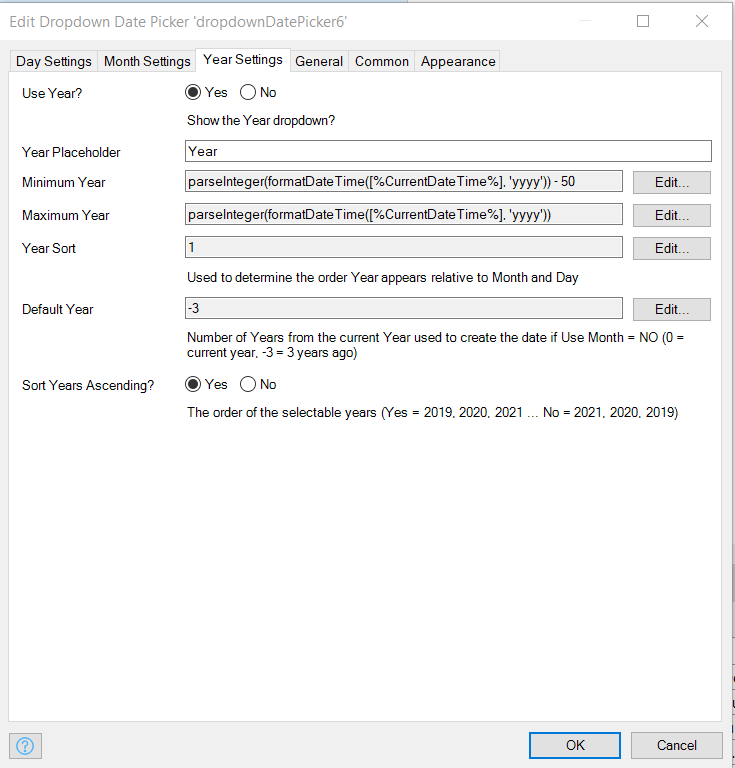 Edit Dropdown Date Picker 'dropdownDatePicker6'
Day Settings Month Settings Year Settings General Common Appearance
Use Year? Yes No
Show the Year dropdown?
Year Placeholder Year
Minimum Year parseInteger(formatDateTime([%CurrentDateTime%], 'yyyy')) - 50 Edit...
Maximum Year parseInteger(formatDateTime([%CurrentDateTime%], 'yyyy')) Edit...
Year Sort 1 Edit...
Used to determine the order Year appears relative to Month and Day
Default Year -3 Edit...
Number of Years from the current Year used to create the date if Use Month = NO (0 =
current year, -3 = 3 years ago)
Sort Years Ascending? Yes No
The order of the selectable years (Yes = 2019, 2020, 2021 ... No = 2021, 2020, 2019)
? OK Cancel